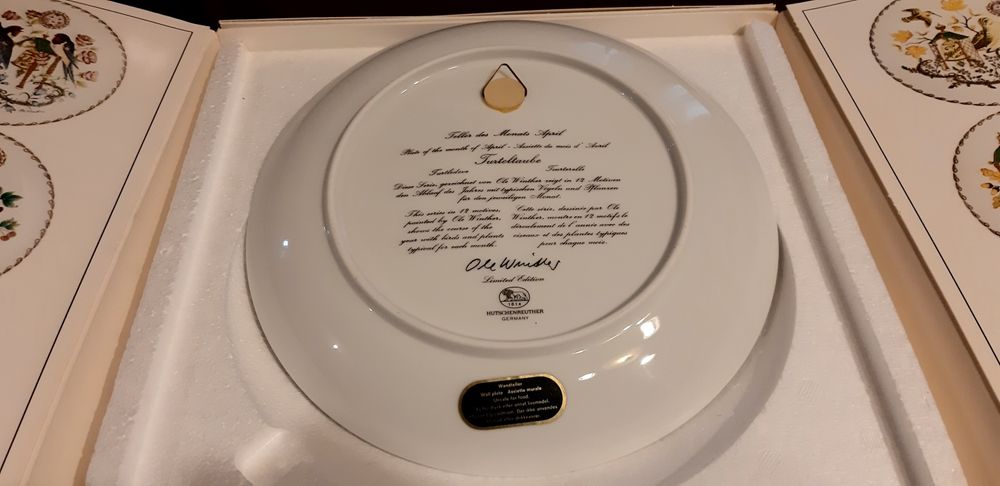 Teller des Monats April
Plate of the month of April - Assiette du mois d'Avril
Turteltaube
Turtledove Tourterelle
Diese Serie, gezeichnet von Ole Winther zeigt in 12 Motiven
den Ablauf des Jahres mit typischen Vögeln und Pflanzen
für den jeweiligen Monat.
This series in 12 motives,
painted by Ole Winther,
shows the course of the
year with birds and plants
typical for each month.
Cette série, dessinée par Ole
Winther, montre en 12 motifs le
déroulement de l'année avec des
oiseaux et des plantes typiques
pour chaque mois.
Ole Winther
Limited Edition
1814
HUTSCHENREUTHER
GERMANY
Wandteller
Wall plate Assiette murale
Unsafe for food.